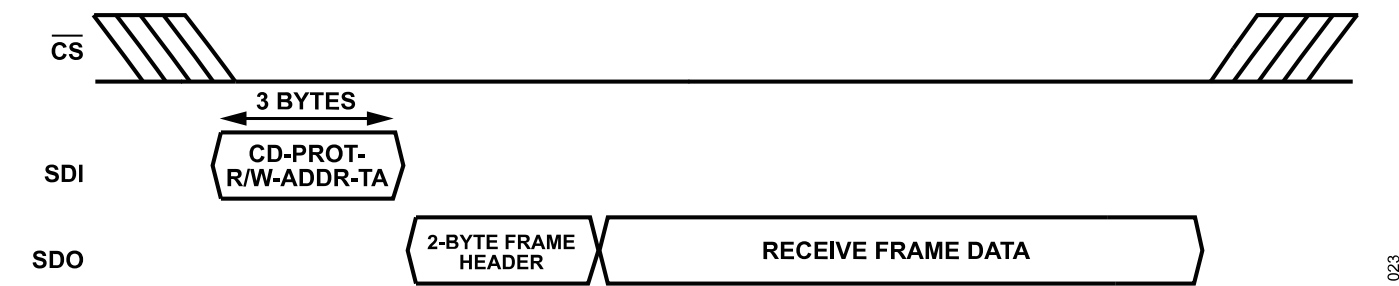 CS
3 BYTES
SDI
CD-PROT-
R/W-ADDR-TA
SDO
2-BYTE FRAME
HEADER
RECEIVE FRAME DATA
023